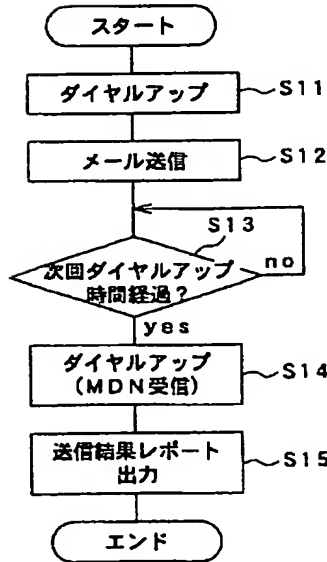 スタート
ダイヤルアップ
S11
メール送信
S12
S13
次回ダイヤルアップ
時間経過?
no
yes
ダイヤルアップ
(MDN受信)
S14
送信結果レポート
出力
S15
エンド